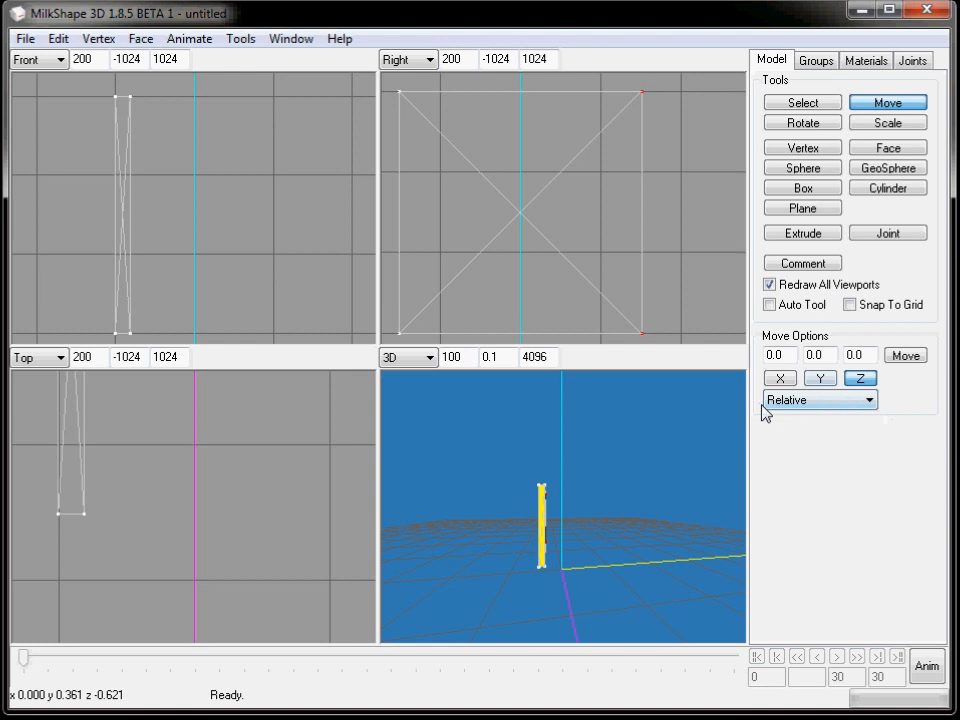 MilkShape 3D 1.8.5 BETA 1 - untitled
File Edit Vertex Face Animate Tools Window Help
Front 200 -1024 1024 Right 200 -1024 1024 Model Groups Materials Joints
Tools
Select Move
Rotate Scale
Vertex Face
Sphere GeoSphere
Box Cylinder
Plane
Extrude Joint
Comment
Redraw All Viewports
Auto Tool Snap To Grid
Move Options
Top 200 -1024 1024 3D 100 0.1 4096 0.0 0.0 0.0 Move
X Y Z
Relative
Anim
0 30 30
x 0.000 y 0.361 z -0.621 Ready.